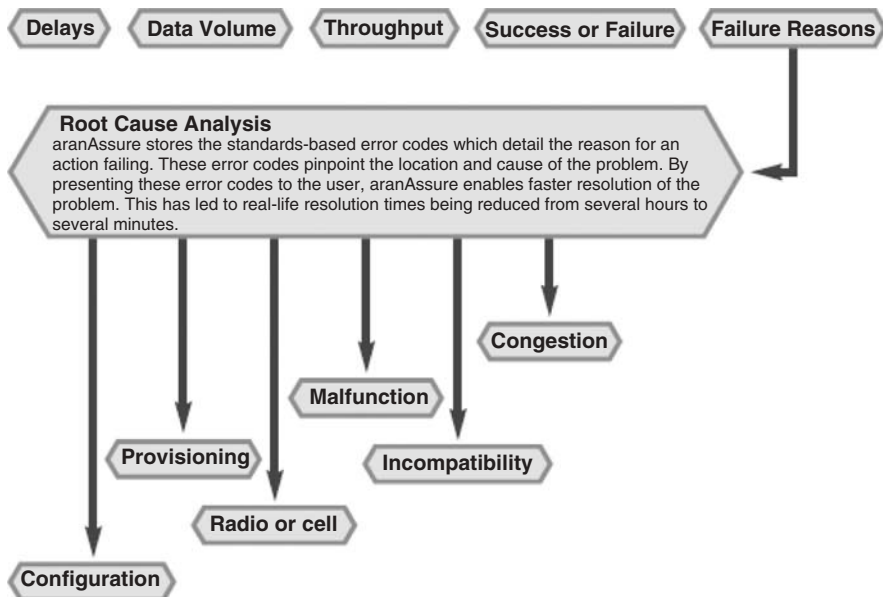 Delays
Data Volume
Throughput
Success or Failure
Failure Reasons
Root Cause Analysis
aranAssure stores the standards-based error codes which detail the reason for an
action failing. These error codes pinpoint the location and cause of the problem. By
presenting these error codes to the user, aranAssure enables faster resolution of the
problem. This has led to real-life resolution times being reduced from several hours to
several minutes.
Congestion
Malfunction
Provisioning
Incompatibility
Radio or cell
Configuration